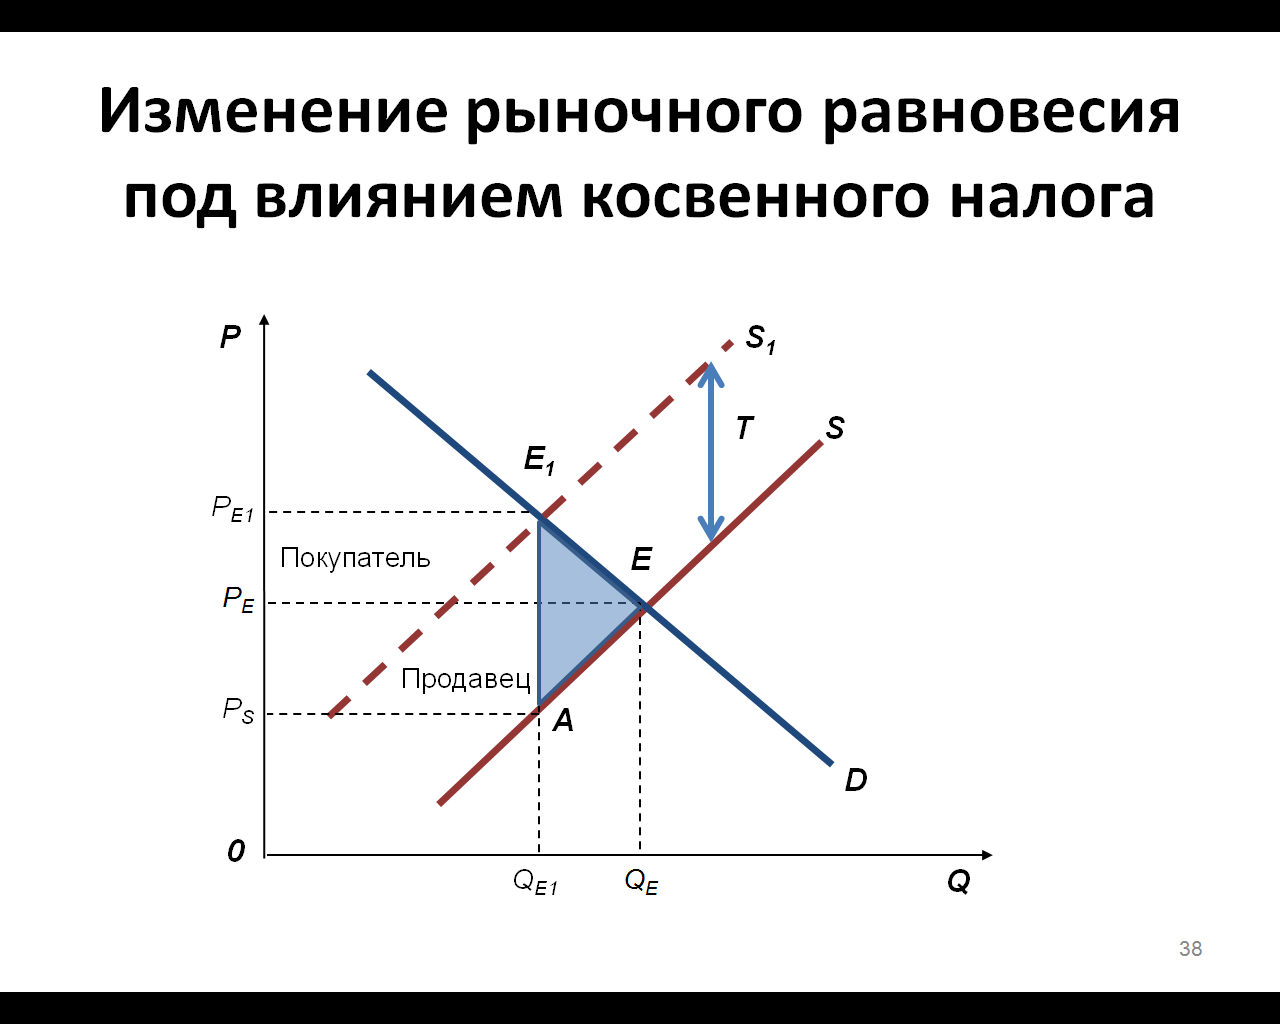 Изменение рыночного равновесия
под влиянием косвенного налога
P
S1
T
S
E1
PE1
Покупатель
E
PE
Продавец
PS
A
D
0
QE1
QE
Q
38